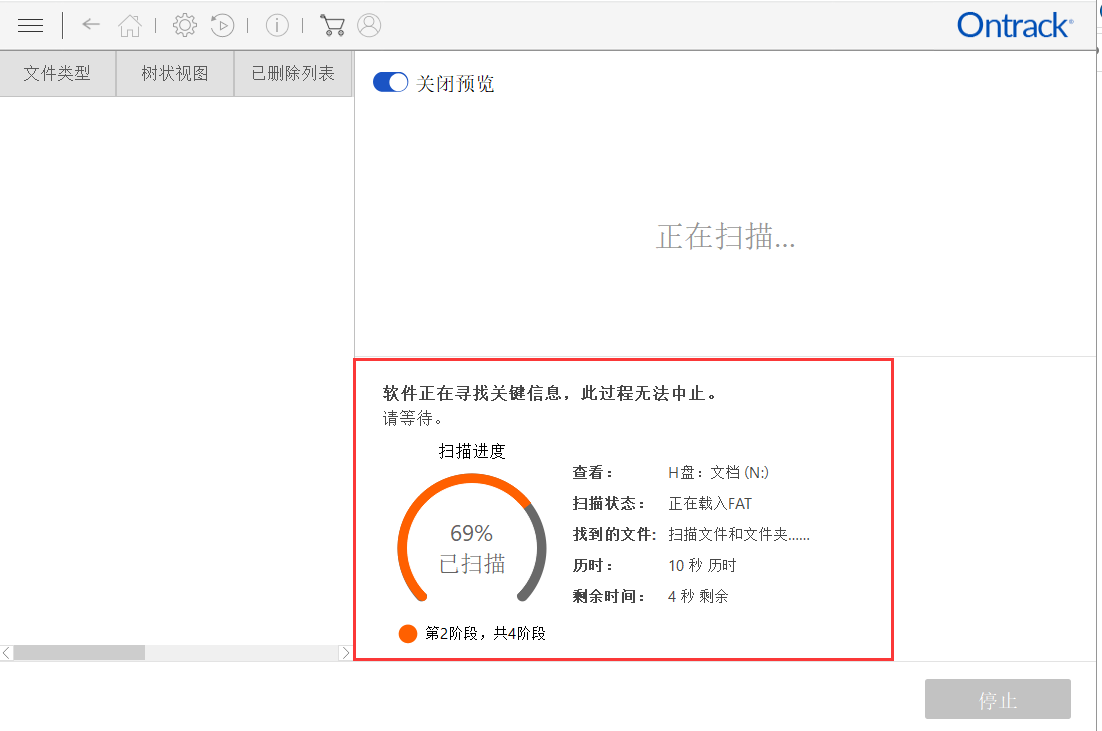 Ontrack
文件类型 树状视图 已删除列表
关闭预览
正在扫描...
软件正在寻找关键信息，此过程无法中止。
请等待。
扫描进度
69%
已扫描
查看： H盘：文档 (N:)
扫描状态： 正在载入FAT
找到的文件: 扫描文件和文件夹......
历时： 10 秒 历时
剩余时间： 4 秒 剩余
第2阶段，共4阶段
停止